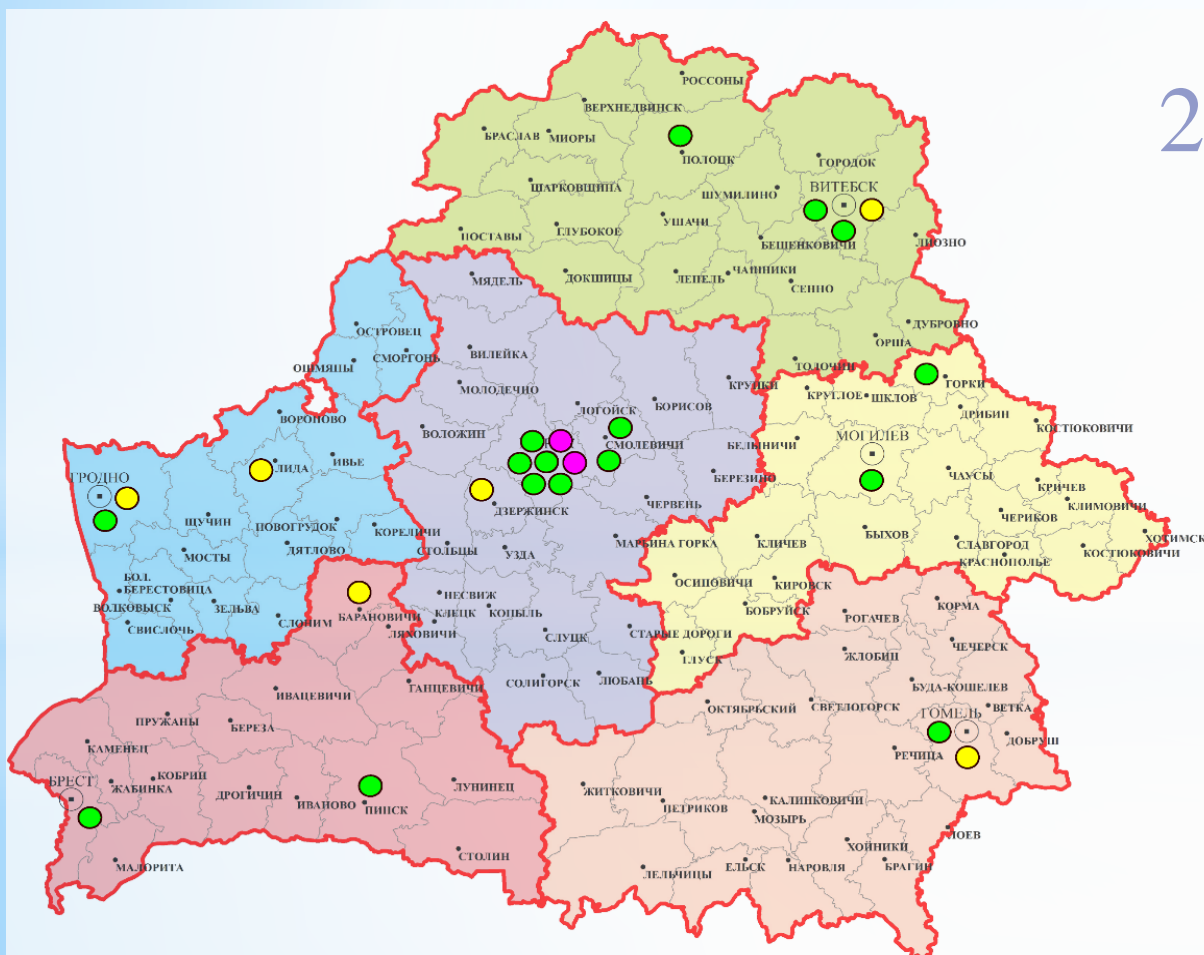 2
РОССОНЫ
ВЕРХНЕДВИНСК
БРАСЛАВ
МИОРЫ
ПОЛОЦК
ГОРОДОК
ШАРКОВЩИНА
ШУМИЛИНО
ВИТЕБСК
УШАЧИ
ПОСТАВЫ
ГЛУБОКОЕ
БЕШЕНКОВИЧИ
ЛИОЗНО
ДОКШИЦЫ
ЛЕПЕЛЬ
ЧАШНИКИ
СЕННО
МЯДЕЛЬ
ОСТРОВЕЦ
ДУБРОВНО
ОРША
ВИЛЕЙКА
СМОРГОНЬ
ОШМЯНЫ
ТОЛОЧИН
МОЛОДЕЧНО
КРУПКИ
КРУГЛОЕ
ШКЛОВ
ГОРКИ
ЛОГОЙСК
БОРИСОВ
ВОРОНОВО
ДРИБИН
КОСТЮКОВИЧИ
ВОЛОЖИН
СМОЛЕВИЧИ
БЕЛЫНИЧИ
МОГИЛЕВ
ЛИДА
ИВЬЕ
ГРОДНО
БЕРЕЗИНО
ЧАУСЫ
КРИЧЕВ
КЛИМОВИЧИ
ДЗЕРЖИНСК
ЧЕРВЕНЬ
ЧЕРИКОВ
ЩУЧИН
НОВОГРУДОК
КОРЕЛИЧИ
БЫХОВ
ХОТИМСК
МОСТЫ
ДЯТЛОВО
СТОЛБЦЫ
УЗДА
МАРЬИНА ГОРКА
КЛИЧЕВ
СЛАВГОРОД
КОСТЮКОВИЧИ
КРАСНОПОЛЬЕ
БОЛ.
БЕРЕСТОВИЦА
ОСИПОВИЧИ
КИРОВСК
ВОЛКОВЫСК
ЗЕЛЬВА
НЕСВИЖ
КЛЕЦК
КОПЫЛЬ
БОБРУЙСК
КОРМА
СВИСЛОЧЬ
СЛОНИМ
БАРАНОВИЧИ
ЛЯХОВИЧИ
СЛУЦК
СТАРЫЕ ДОРОГИ
РОГАЧЕВ
ЧЕЧЕРСК
ГЛУСК
ЖЛОБИН
ИВАЦЕВИЧИ
ГАНЦЕВИЧИ
СОЛИГОРСК
ЛЮБАНЬ
БУДА-КОШЕЛЕВ
ОКТЯБРЬСКИЙ
СВЕТЛОГОРСК
ВЕТКА
ПРУЖАНЫ
БЕРЕЗА
ГОМЕЛЬ
КАМЕНЕЦ
РЕЧИЦА
ДОБРУШ
БРЕСТ
ЖАБИНКА
КОБРИН
ДРОГИЧИН
ИВАНОВО
ПИНСК
ЛУНИНЕЦ
ЖИТКОВИЧИ
ПЕТРИКОВ
КАЛИНКОВИЧИ
МОЗЫРЬ
ЛОЕВ
ХОЙНИКИ
БРАГИН
МАЛОРИТА
СТОЛИН
ЛЕЛЬЧИЦЫ
ЕЛЬСК
НАРОВЛЯ